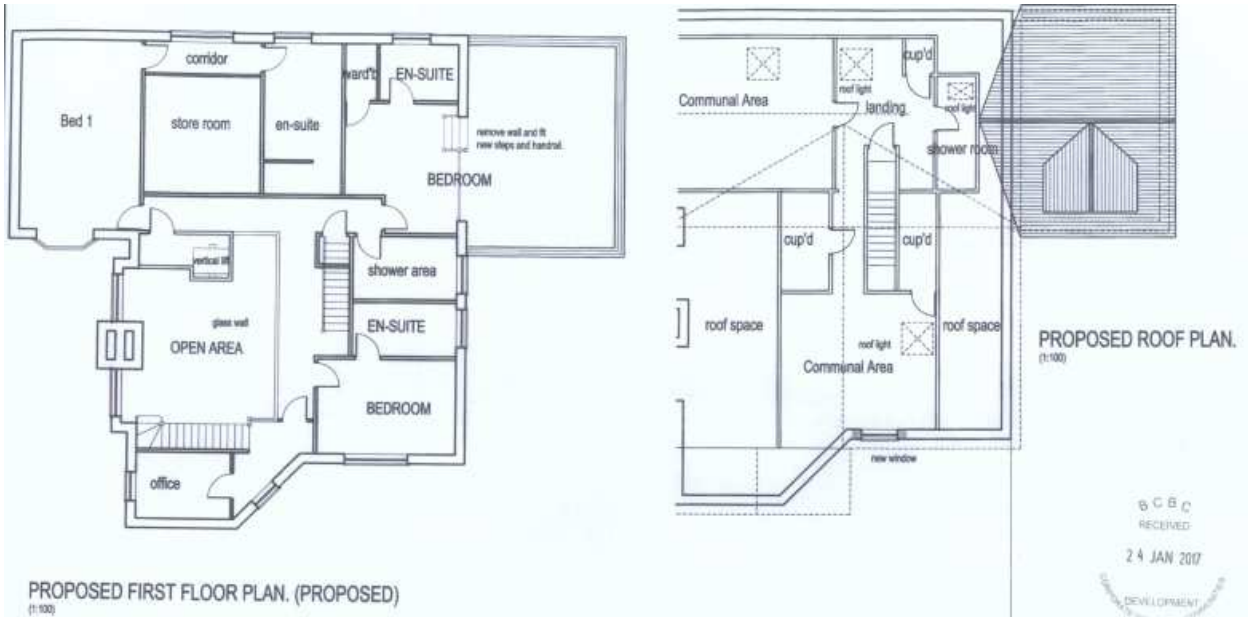 corridor
ward'b
EN-SUITE
Bed 1
store room
en-suite
remove wall and fit
new steps and handrail.
BEDROOM
vertical lift
shower area
glass wall
OPEN AREA
EN-SUITE
BEDROOM
office
PROPOSED FIRST FLOOR PLAN. (PROPOSED)
(1:100)
cup'd
roof light
Communal Area
landing
roof light
shower room
cup'd
cup'd
roof space
roof light
roof space
Communal Area
new window
PROPOSED ROOF PLAN.
(1:100)
BCBC
RECEIVED
24 JAN 2017
DEVELOPMENT